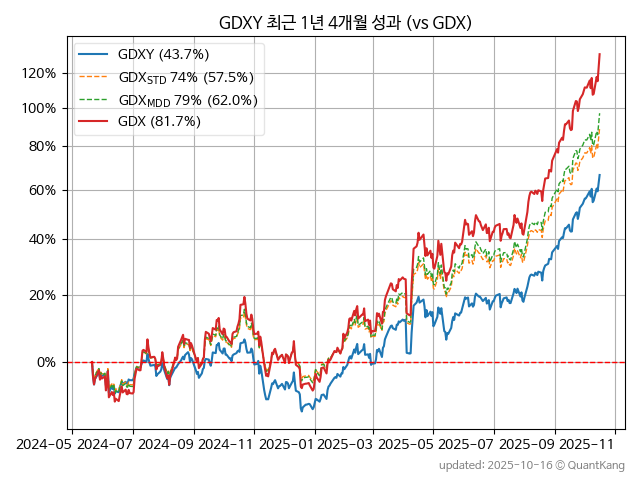 GDXY 최근 1년 4개월 성과 (vs GDX)
GDXY (43.7%)
GDX_STD 74% (57.5%)
GDX_MDD 79% (62.0%)
GDX (81.7%)
120%
100%
80%
60%
40%
20%
0%
2024-05 2024-07 2024-09 2024-11 2025-01 2025-03 2025-05 2025-07 2025-09 2025-11
updated: 2025-10-16 © QuantKang